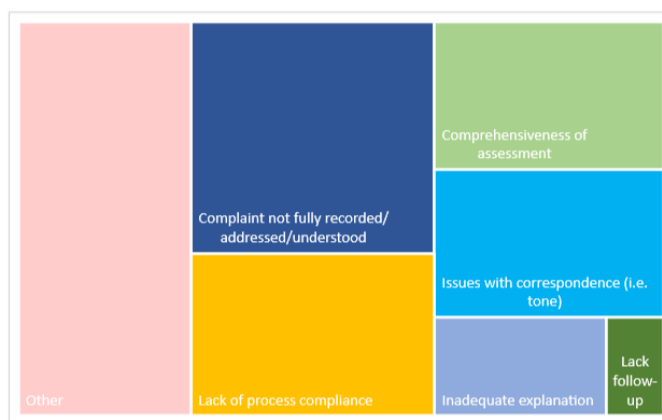 Comprehensiveness of
assessment
Complaint not fully recorded/
addressed/understood
Issues with correspondence (i.e.
tone)
Other
Lack of process compliance
Inadequate explanation
Lack
follow-
up